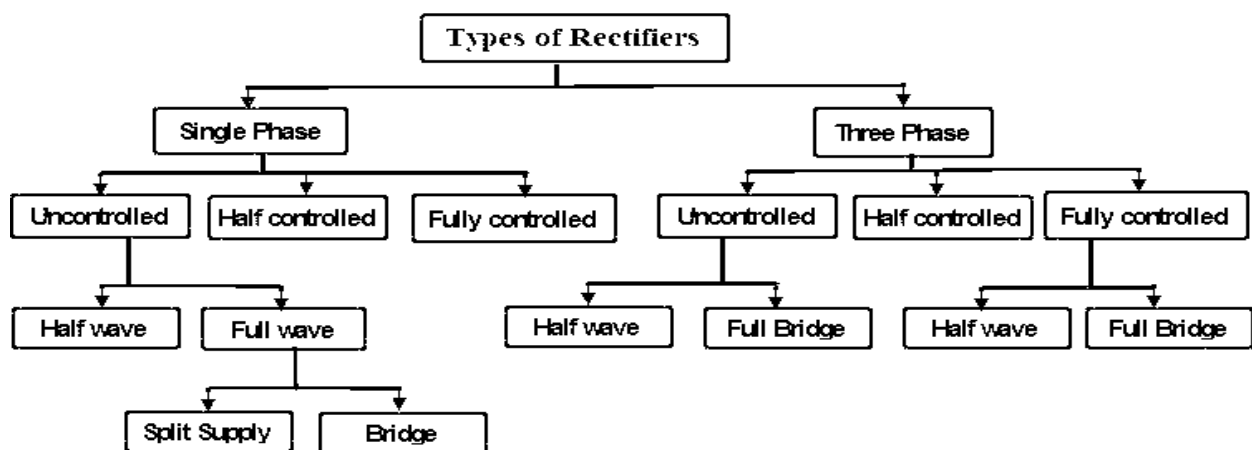 Types of Rectifiers
Single Phase
Three Phase
Uncontrolled
Half controlled
Fully controlled
Uncontrolled
Half controlled
Fully controlled
Half wave
Full wave
Half wave
Full Bridge
Half wave
Full Bridge
Split Supply
Bridge